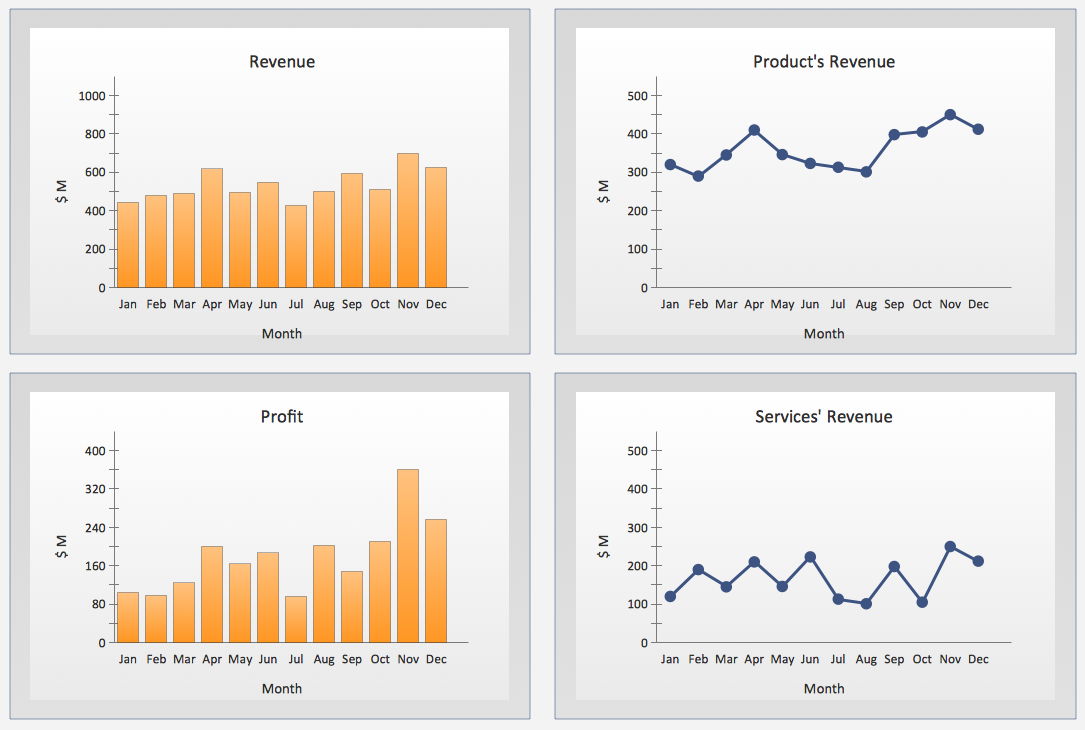 Revenue
1000
800
600
400
200
0
$ M
Jan Feb Mar Apr May Jun Jul Aug Sep Oct Nov Dec
Month
Product's Revenue
500
400
300
200
100
0
$ M
Jan Feb Mar Apr May Jun Jul Aug Sep Oct Nov Dec
Month
Profit
400
320
240
160
80
0
$ M
Jan Feb Mar Apr May Jun Jul Aug Sep Oct Nov Dec
Month
Services' Revenue
500
400
300
200
100
0
$ M
Jan Feb Mar Apr May Jun Jul Aug Sep Oct Nov Dec
Month